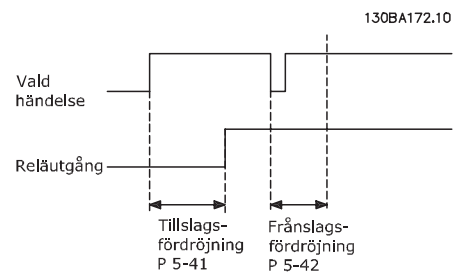 130BA172.10
Vald
händelse
Reläutgång
Tillslags-
fördröjning
P 5-41
Frånslags-
fördröjning
P 5-42